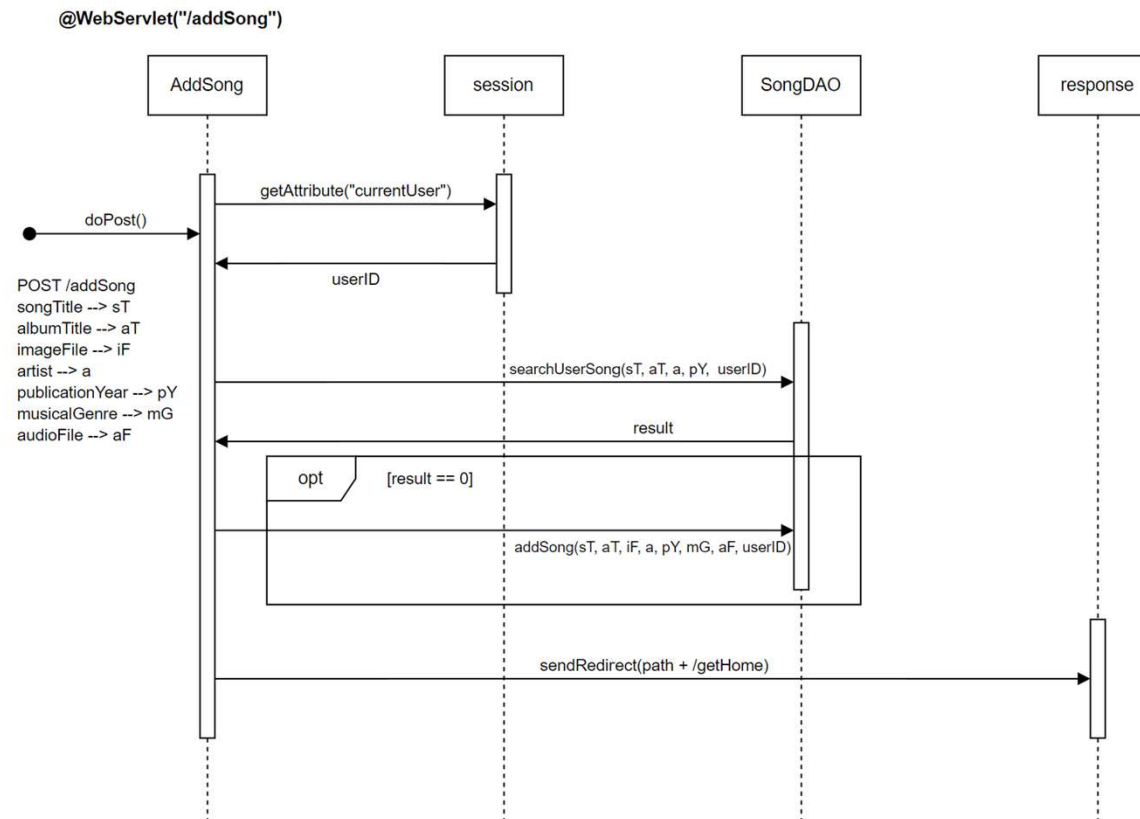 @WebServlet("/addSong")
AddSong
session
SongDAO
response
getAttribute("currentUser")
doPost()
userID
POST /addSong
songTitle --> sT
albumTitle --> aT
imageFile --> iF
artist --> a
publicationYear --> pY
musicalGenre --> mG
audioFile --> aF
searchUserSong(sT, aT, a, pY, userID)
result
opt
[result == 0]
addSong(sT, aT, iF, a, pY, mG, aF, userID)
sendRedirect(path + /getHome)